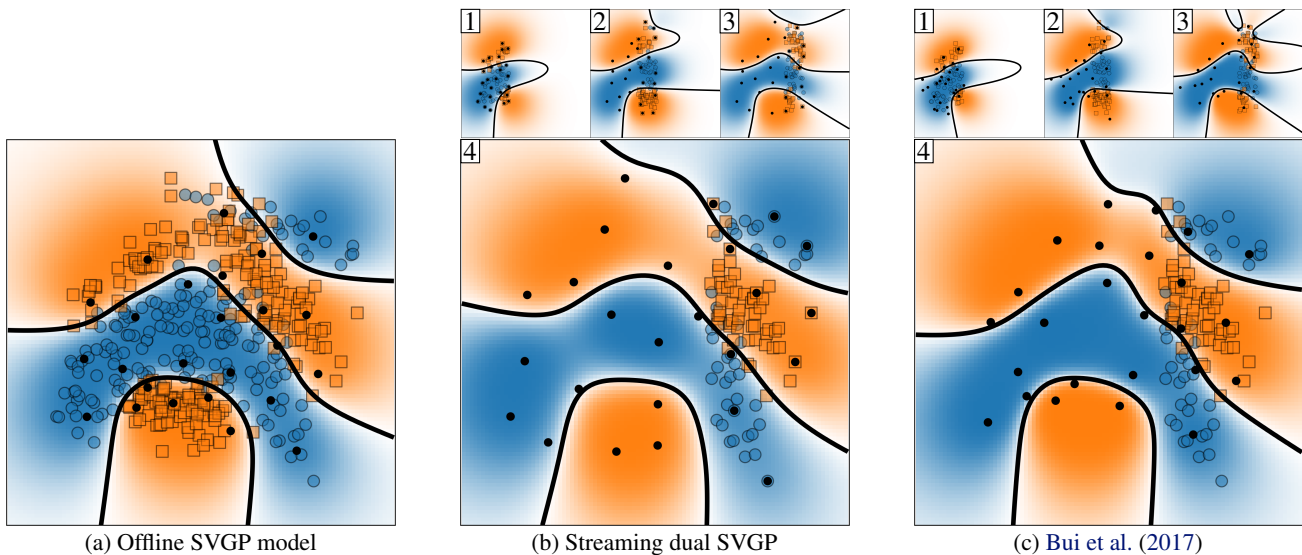 1
2
3
1
2
3
4
4
(a) Offline SVGP model
(b) Streaming dual SVGP
(c) Bui et al. (2017)